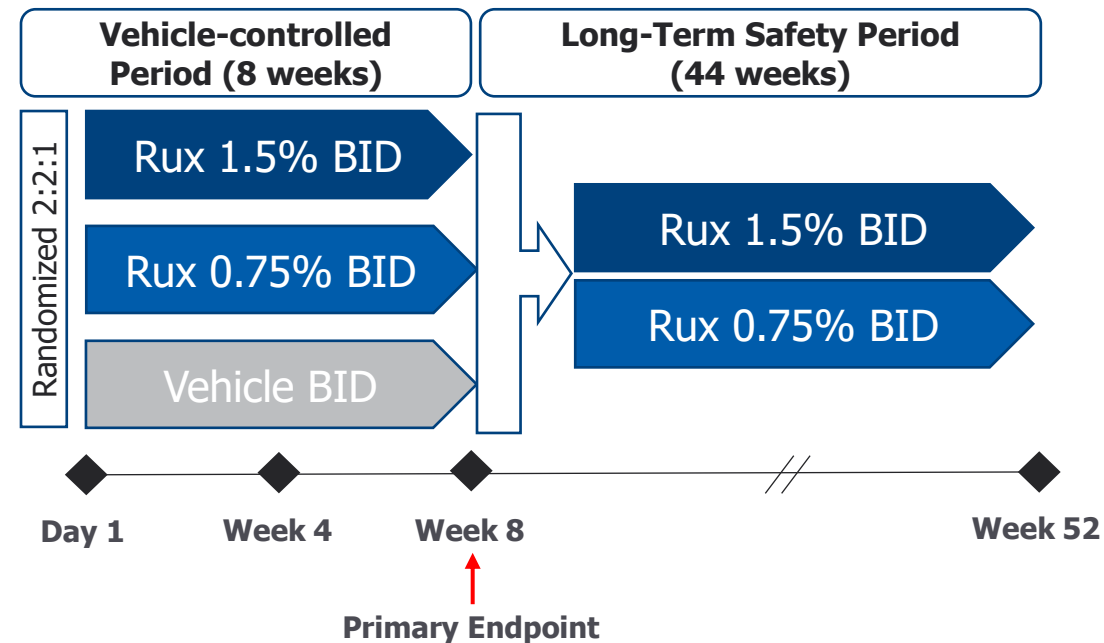 Vehicle-controlled
Period (8 weeks)
Long-Term Safety Period
(44 weeks)
Randomized 2:2:1
Rux 1.5% BID
Rux 0.75% BID
Vehicle BID
Rux 1.5% BID
Rux 0.75% BID
Day 1
Week 4
Week 8
Week 52
Primary Endpoint